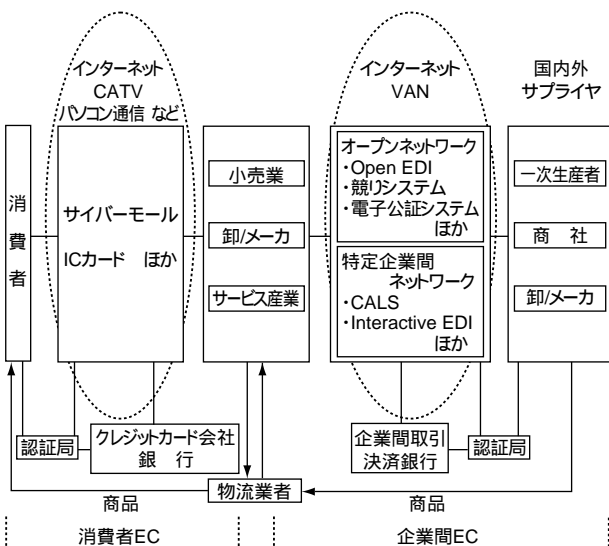 インターネット
CATV
パソコン通信 など
インターネット
VAN
国内外
サプライヤ
消費者
サイバーモール
ICカード ほか
小売業
卸/メーカ
サービス産業
オープンネットワーク
・Open EDI
・競りシステム
・電子公証システム
ほか
特定企業間
ネットワーク
・CALS
・Interactive EDI
ほか
一次生産者
商 社
卸/メーカ
認証局
クレジットカード会社
銀 行
企業間取引
決済銀行
認証局
物流業者
商品
商品
消費者EC
企業間EC